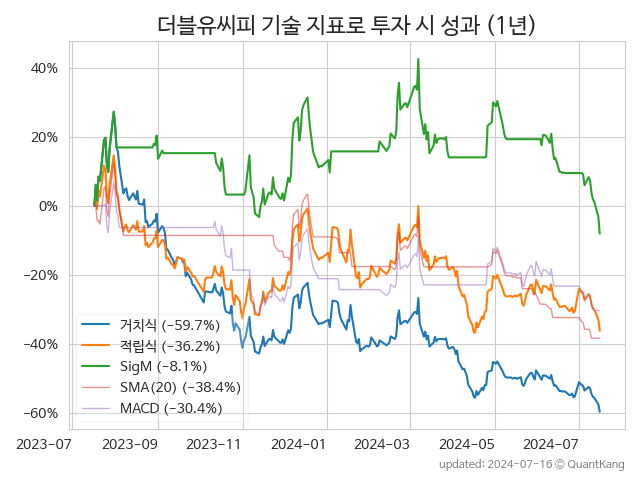 더블유씨피 기술 지표로 투자 시 성과 (1년)
40%
20%
0%
−20%
−40%
−60%
거치식 (−59.7%)
적립식 (−36.2%)
SigM (−8.1%)
SMA(20) (−38.4%)
MACD (−30.4%)
2023-07 2023-09 2023-11 2024-01 2024-03 2024-05 2024-07
updated: 2024-07-16 © QuantKang